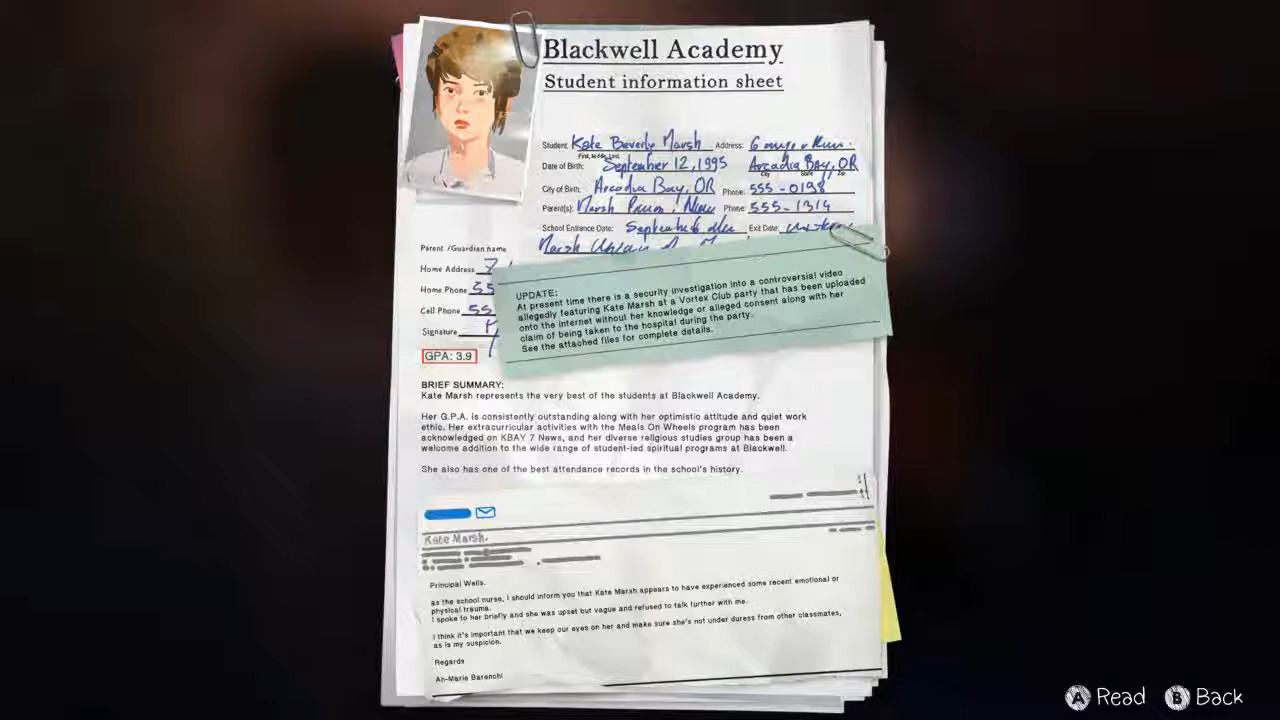 Blackwell Academy
Student information sheet
Student: Kate Beverly Marsh Address:
First, Middle, Last
Date of Birth: September 12, 1995 Arcadia Bay, OR
City State Zip
City of Birth: Arcadia Bay, OR Phone: 555-0198
Parent(s): Marsh Phone: 555-1314
School Entrance Date: September Exit Date:
Marsh
Parent /Guardian name
Home Address 7
Home Phone 55
Cell Phone 55
Signature
GPA: 3.9
UPDATE:
At present time there is a security investigation into a controversial video
allegedly featuring Kate Marsh at a Vortex Club party that has been uploaded
onto the internet without her knowledge or alleged consent along with her
claim of being taken to the hospital during the party.
See the attached files for complete details.
BRIEF SUMMARY:
Kate Marsh represents the very best of the students at Blackwell Academy.
Her G.P.A. is consistently outstanding along with her optimistic attitude and quiet work
ethic. Her extracurricular activities with the Meals On Wheels program has been
acknowledged on KBAY 7 News, and her diverse religious studies group has been a
welcome addition to the wide range of student-led spiritual programs at Blackwell.
She also has one of the best attendance records in the school's history.
Kate Marsh.
Principal Wells.
as the school nurse, I should inform you that Kate Marsh appears to have experienced some recent emotional or
physical trauma.
I spoke to her briefly and she was upset but vague and refused to talk further with me.
I think it's important that we keep our eyes on her and make sure she's not under duress from other classmates,
as is my suspicion.
Regards
An-Marie Barenchi
A Read B Back